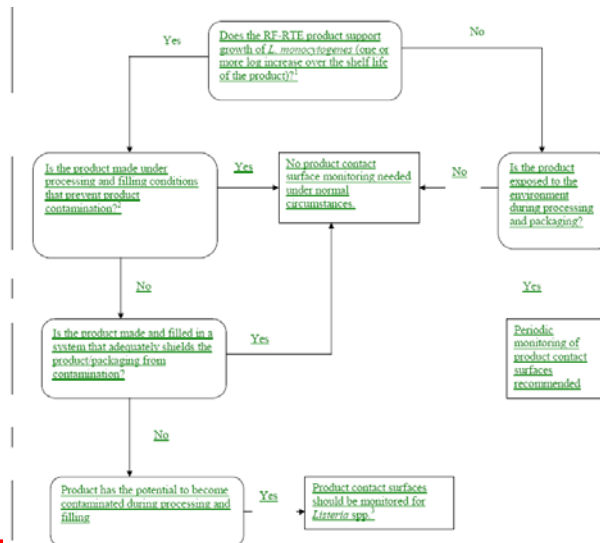 Does the RF-RTE product support
growth of L. monocytogenes (one or
more log increase over the shelf life
of the product)?1
Yes
No
Is the product made under
processing and filling conditions
that prevent product
contamination?2
Yes
No product contact
surface monitoring needed
under normal
circumstances.
No
Is the product
exposed to the
environment
during processing
and packaging?
No
Yes
Is the product made and filled in a
system that adequately shields the
product/packaging from
contamination?
Yes
Periodic
monitoring of
product contact
surfaces
recommended
No
Product has the potential to become
contaminated during processing and
filling
Yes
Product contact surfaces
should be monitored for
Listeria spp.3